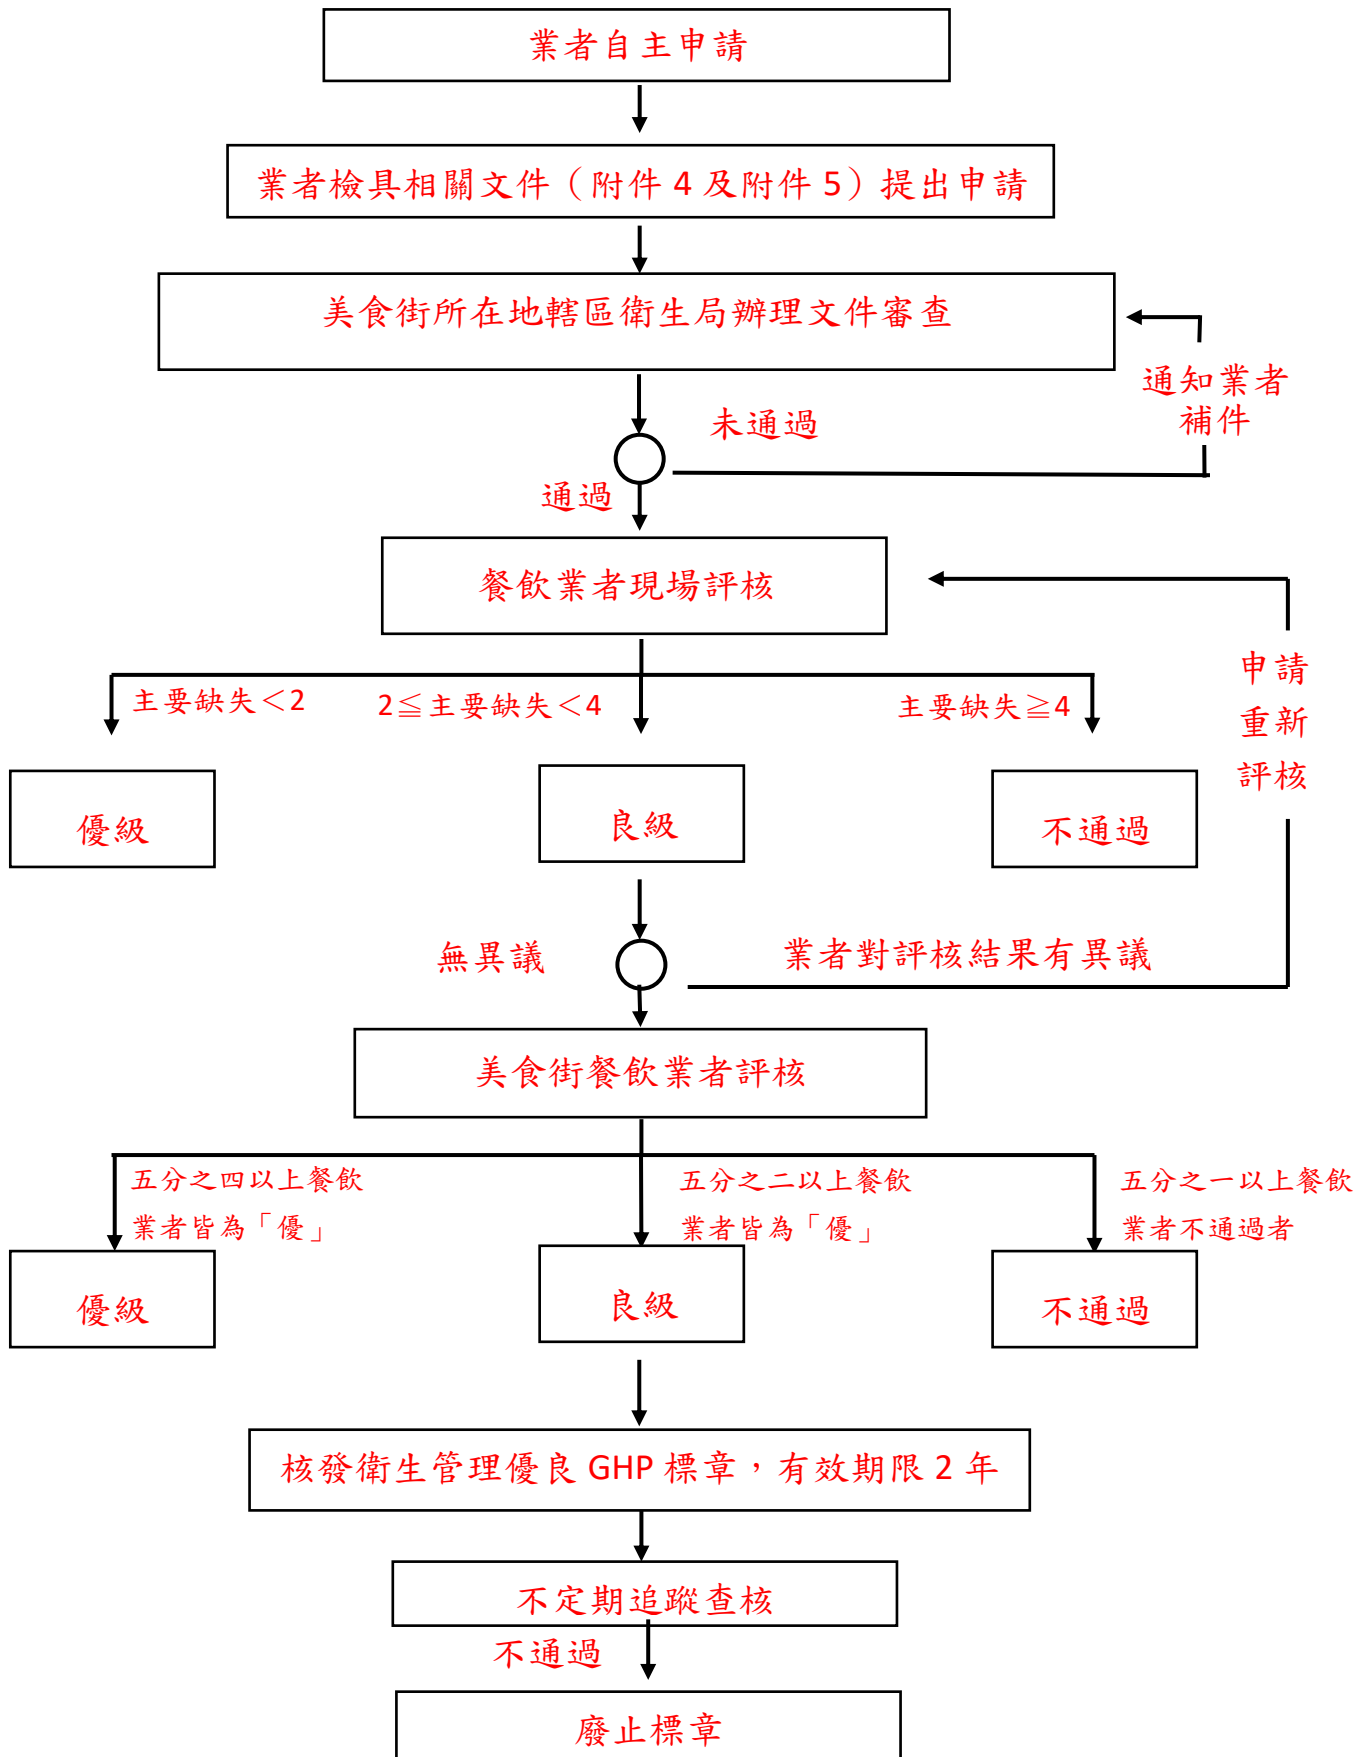 業者自主申請
業者檢具相關文件（附件 4 及附件 5）提出申請
美食街所在地轄區衛生局辦理文件審查
通知業者
補件
未通過
通過
餐飲業者現場評核
申請
重新
評核
主要缺失＜2
2≦主要缺失＜4
主要缺失≧4
優級
良級
不通過
無異議
業者對評核結果有異議
美食街餐飲業者評核
五分之四以上餐飲
業者皆為「優」
五分之二以上餐飲
業者皆為「優」
五分之一以上餐飲
業者不通過者
優級
良級
不通過
核發衛生管理優良 GHP 標章，有效期限 2 年
不定期追蹤查核
不通過
廢止標章